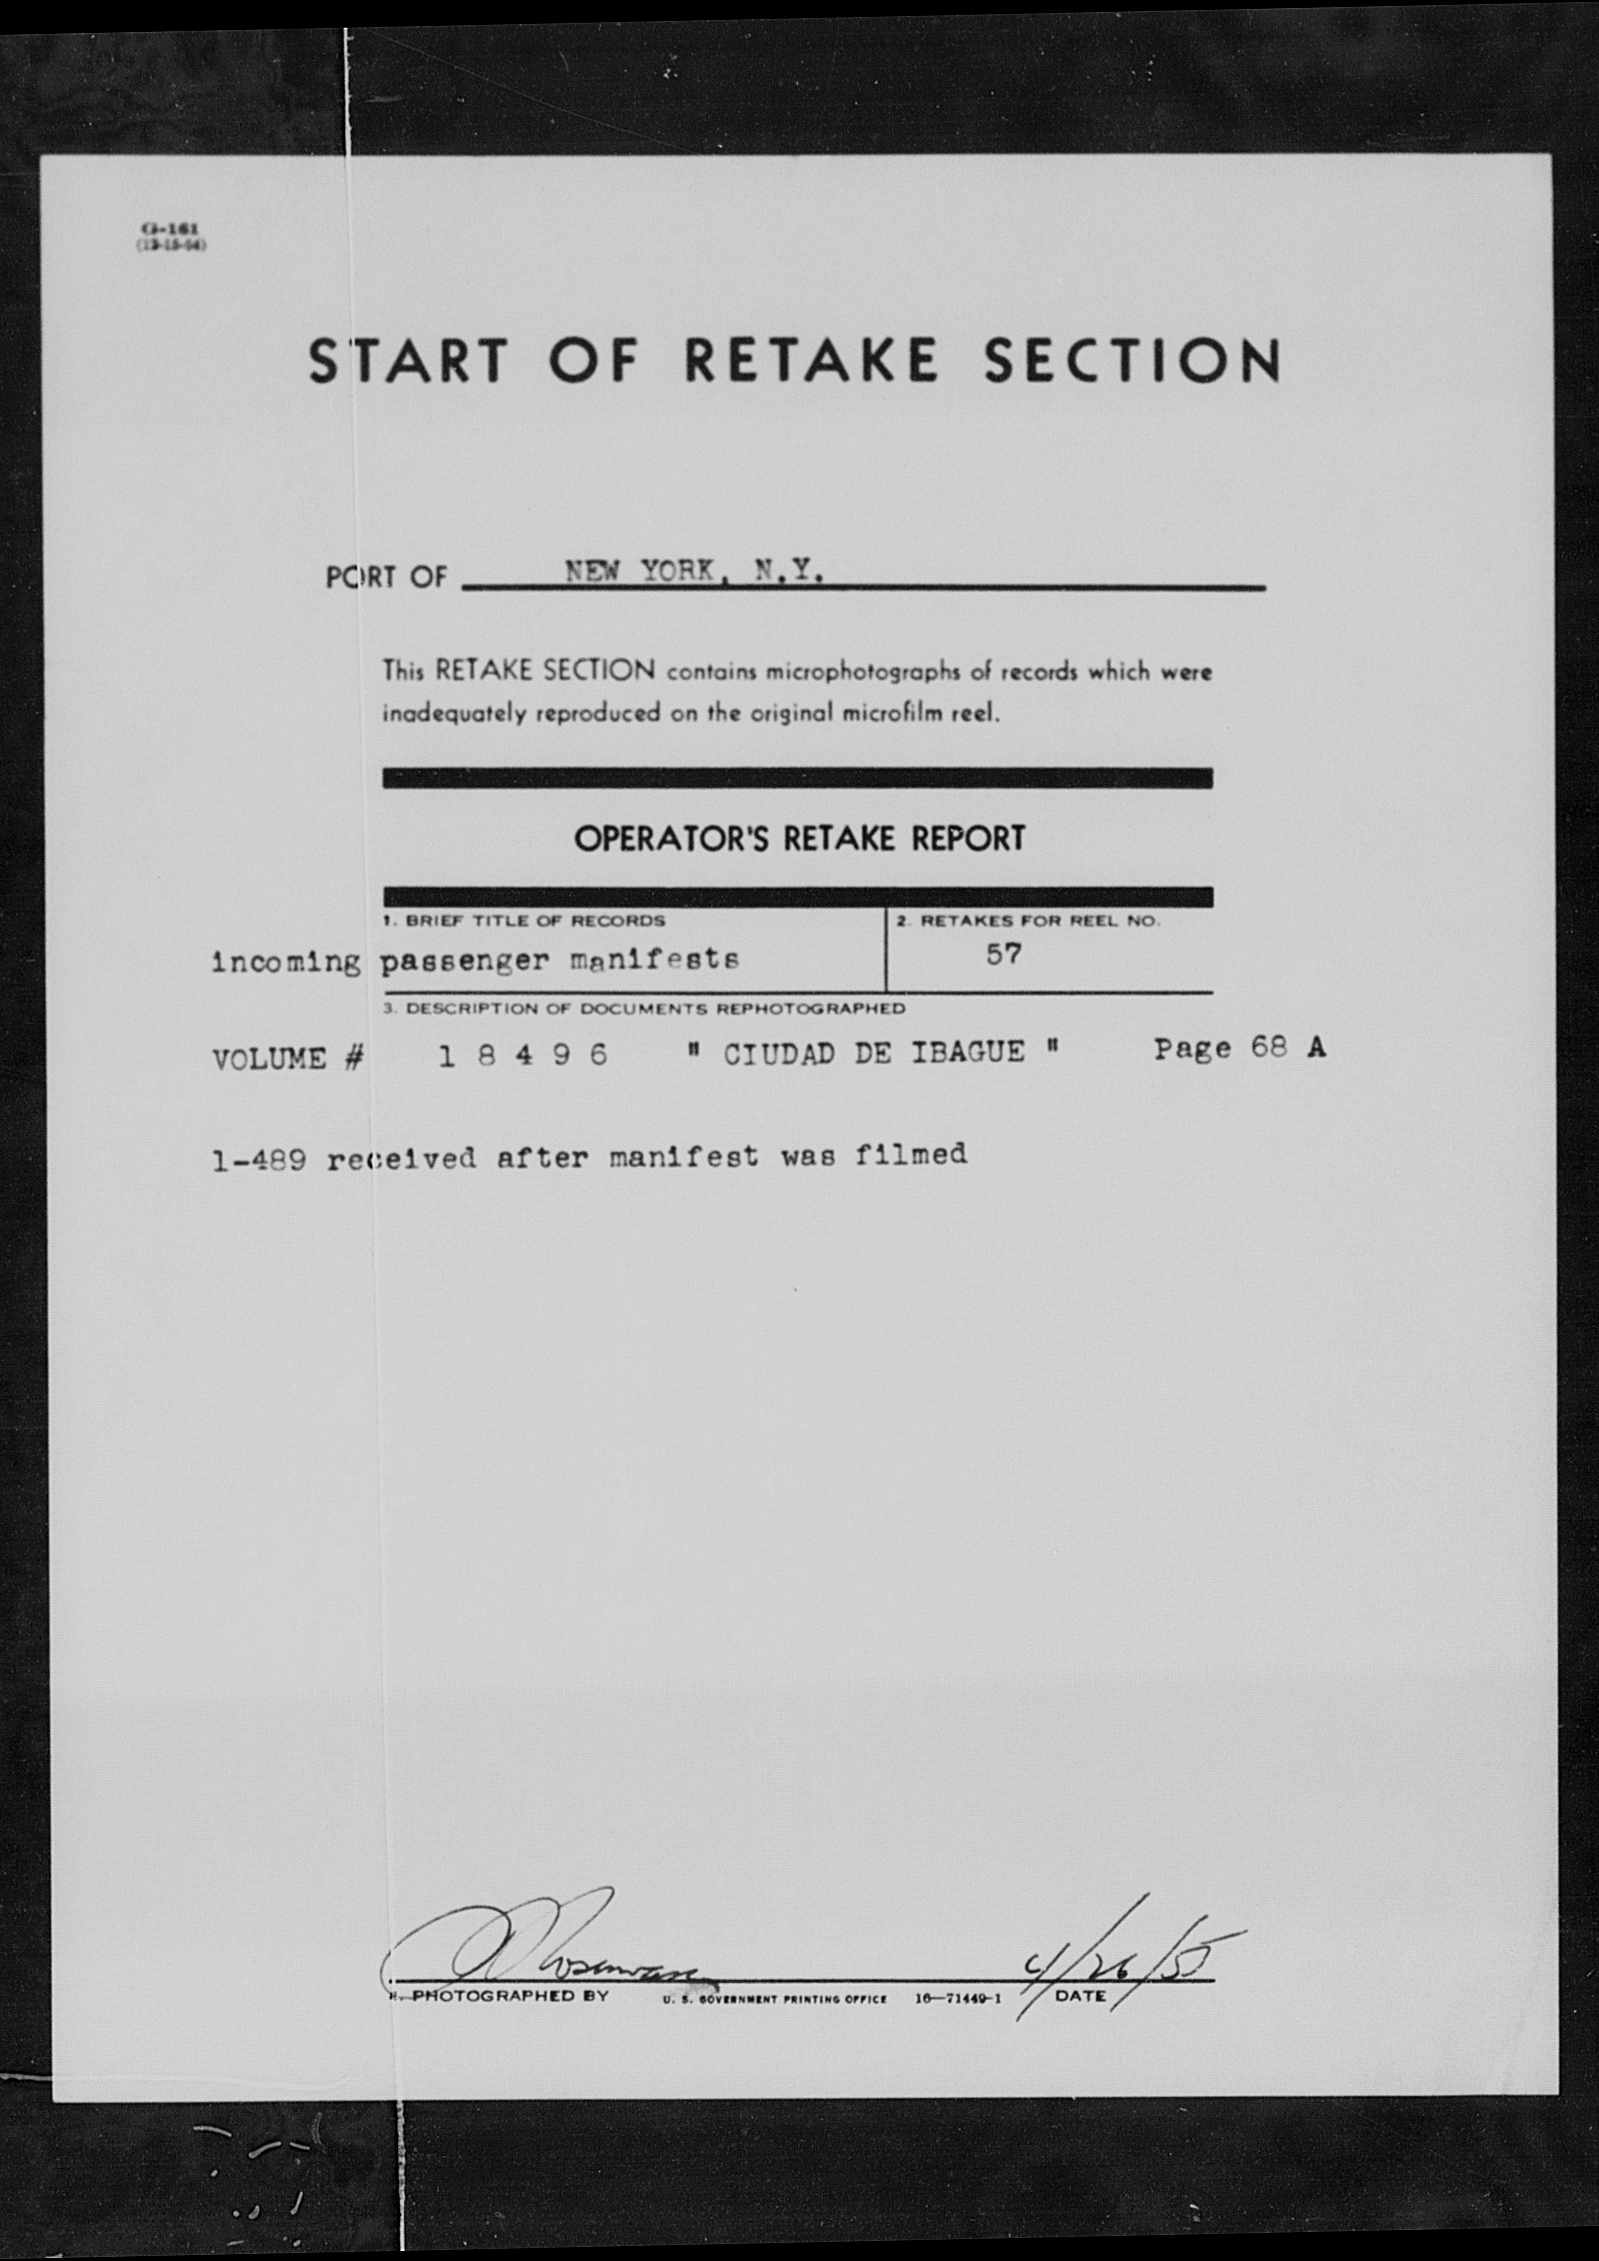 G-161
(12-15-54)
START OF RETAKE SECTION
PORT OF NEW YORK, N.Y.
This RETAKE SECTION contains microphotographs of records which were
inadequately reproduced on the original microfilm reel.
OPERATOR'S RETAKE REPORT
1. BRIEF TITLE OF RECORDS
2. RETAKES FOR REEL NO.
incoming passenger manifests
57
3. DESCRIPTION OF DOCUMENTS REPHOTOGRAPHED
VOLUME # 1 8 4 9 6 " CIUDAD DE IBAGUE " Page 68 A
1-489 received after manifest was filmed
4/26/55
PHOTOGRAPHED BY
U. S. GOVERNMENT PRINTING OFFICE 16—71449-1
DATE